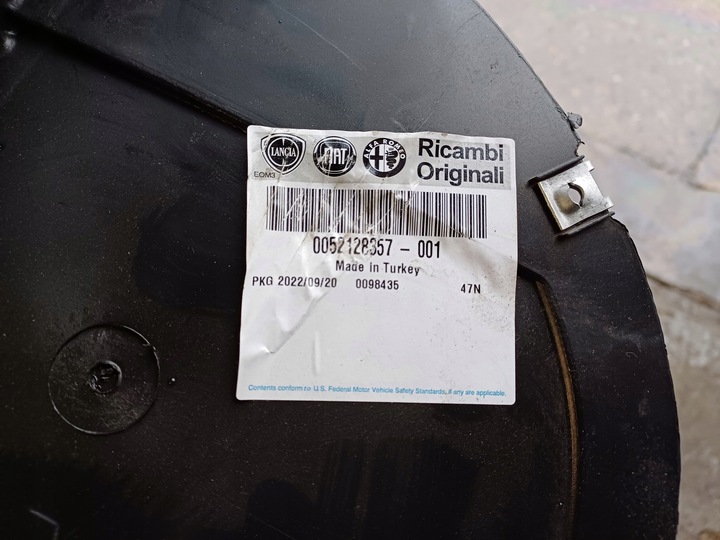 LANCIA FIAT ALFA ROMEO Ricambi
Originali
EOM3
0052128357 - 001
Made in Turkey
PKG 2022/09/20 0098435 47N
Contents conform to U.S. Federal Motor Vehicle Safety Standards, if any are applicable.